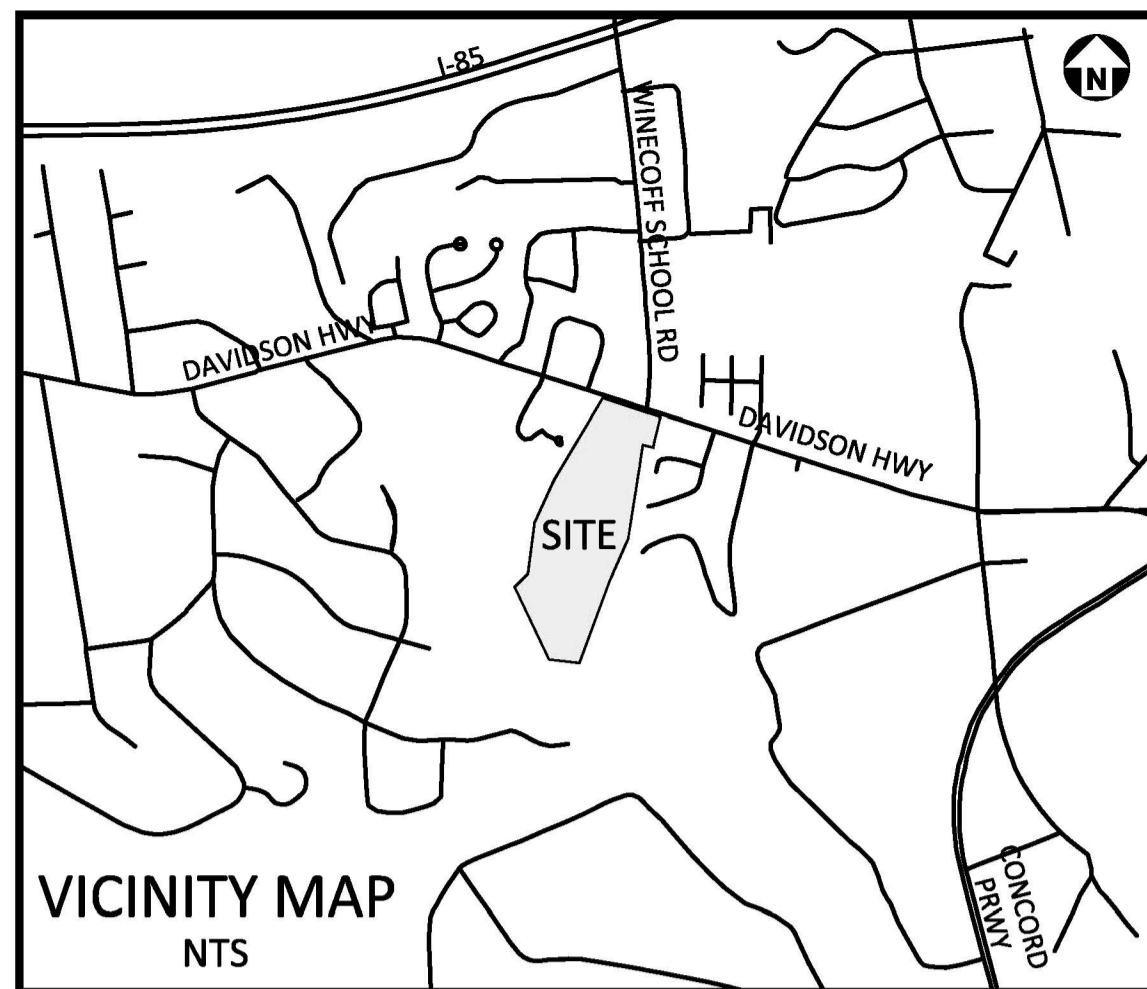 I-85
N
WINECOFF SCHOOL RD
DAVIDSON HWY
DAVIDSON HWY
SITE
VICINITY MAP
NTS
CONCORD
PRWY